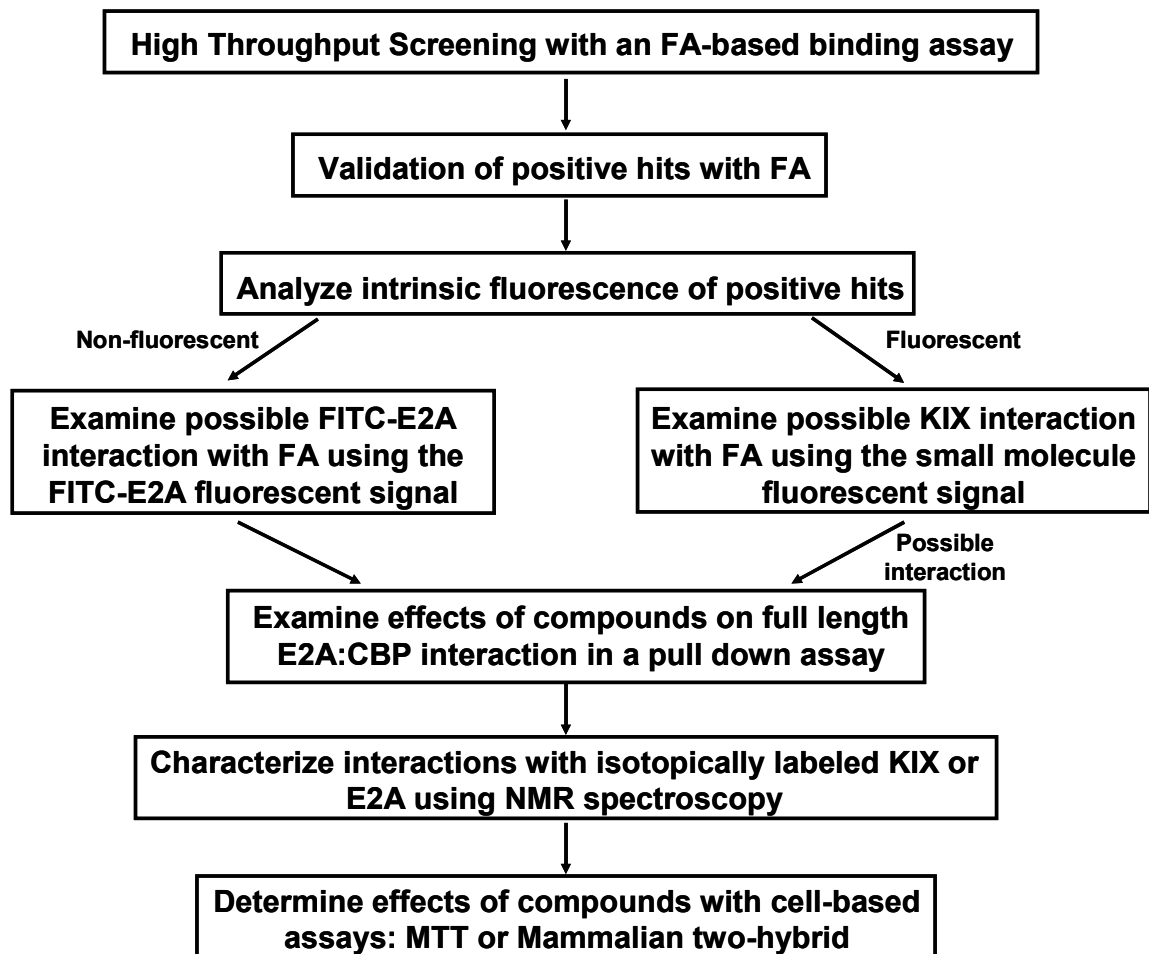 High Throughput Screening with an FA-based binding assay
Validation of positive hits with FA
Analyze intrinsic fluorescence of positive hits
Non-fluorescent
Fluorescent
Examine possible FITC-E2A
interaction with FA using the
FITC-E2A fluorescent signal
Examine possible KIX interaction
with FA using the small molecule
fluorescent signal
Possible
interaction
Examine effects of compounds on full length
E2A:CBP interaction in a pull down assay
Characterize interactions with isotopically labeled KIX or
E2A using NMR spectroscopy
Determine effects of compounds with cell-based
assays: MTT or Mammalian two-hybrid